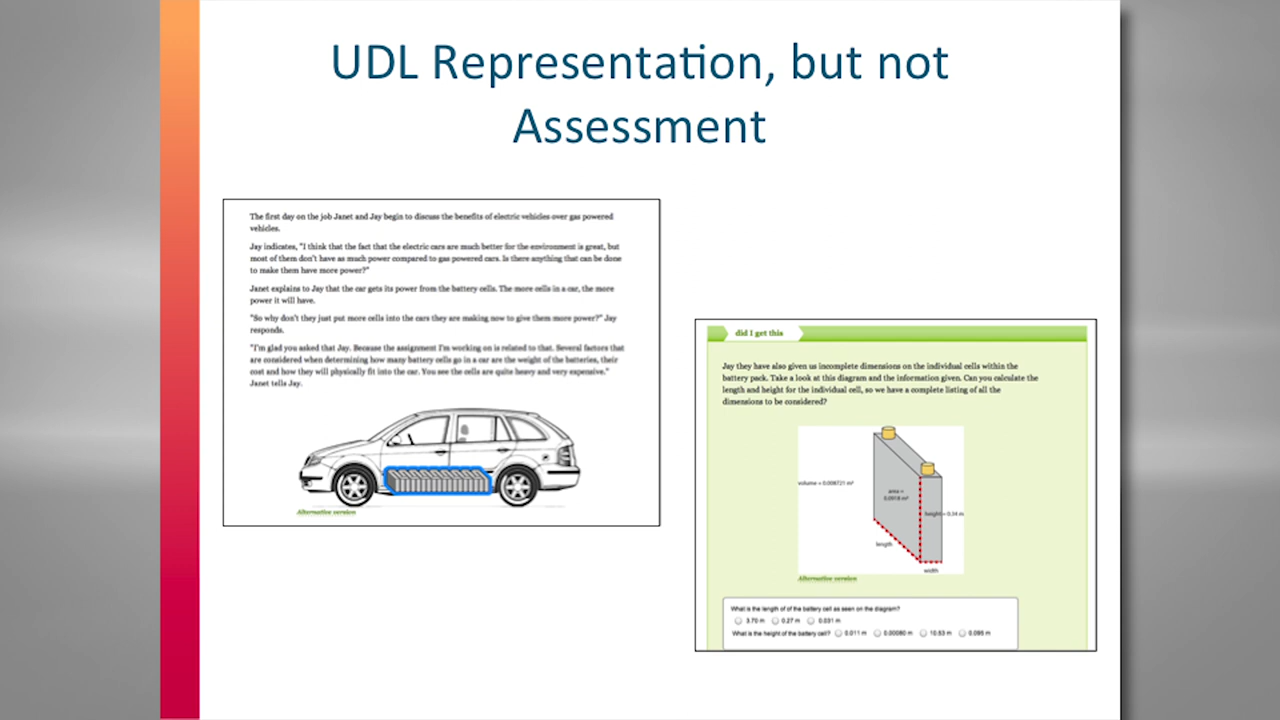 UDL Representation, but not
Assessment
The first day on the job Janet and Jay begin to discuss the benefits of electric vehicles over gas powered
vehicles.
Jay indicates, "I think that the fact that the electric cars are much better for the environment is great, but
most of them don't have as much power compared to gas powered cars. Is there anything that can be done
to make them have more power?"
Janet explains to Jay that the car gets its power from the battery cells. The more cells in a car, the more
power it will have.
"So why don't they just put more cells into the cars they are making now to give them more power?" Jay
responds.
"I'm glad you asked that Jay. Because the assignment I'm working on is related to that. Several factors that
are considered when determining how many battery cells go in a car are the weight of the batteries, their
cost and how they will physically fit into the car. You see the cells are quite heavy and very expensive."
Janet tells Jay.
Alternative version
did I get this
Jay they have also given us incomplete dimensions on the individual cells within the
battery pack. Take a look at this diagram and the information given. Can you calculate the
length and height for the individual cell, so we have a complete listing of all the
dimensions to be considered?
volume = 0.008721 m³
area =
0.0918 m²
height = 0.34 m
length
width
Alternative version
What is the length of of the battery cell as seen on the diagram?
3.70 m 0.27 m 0.031 m
What is the height of the battery cell? 0.011 m 0.00080 m 10.53 m 0.095 m